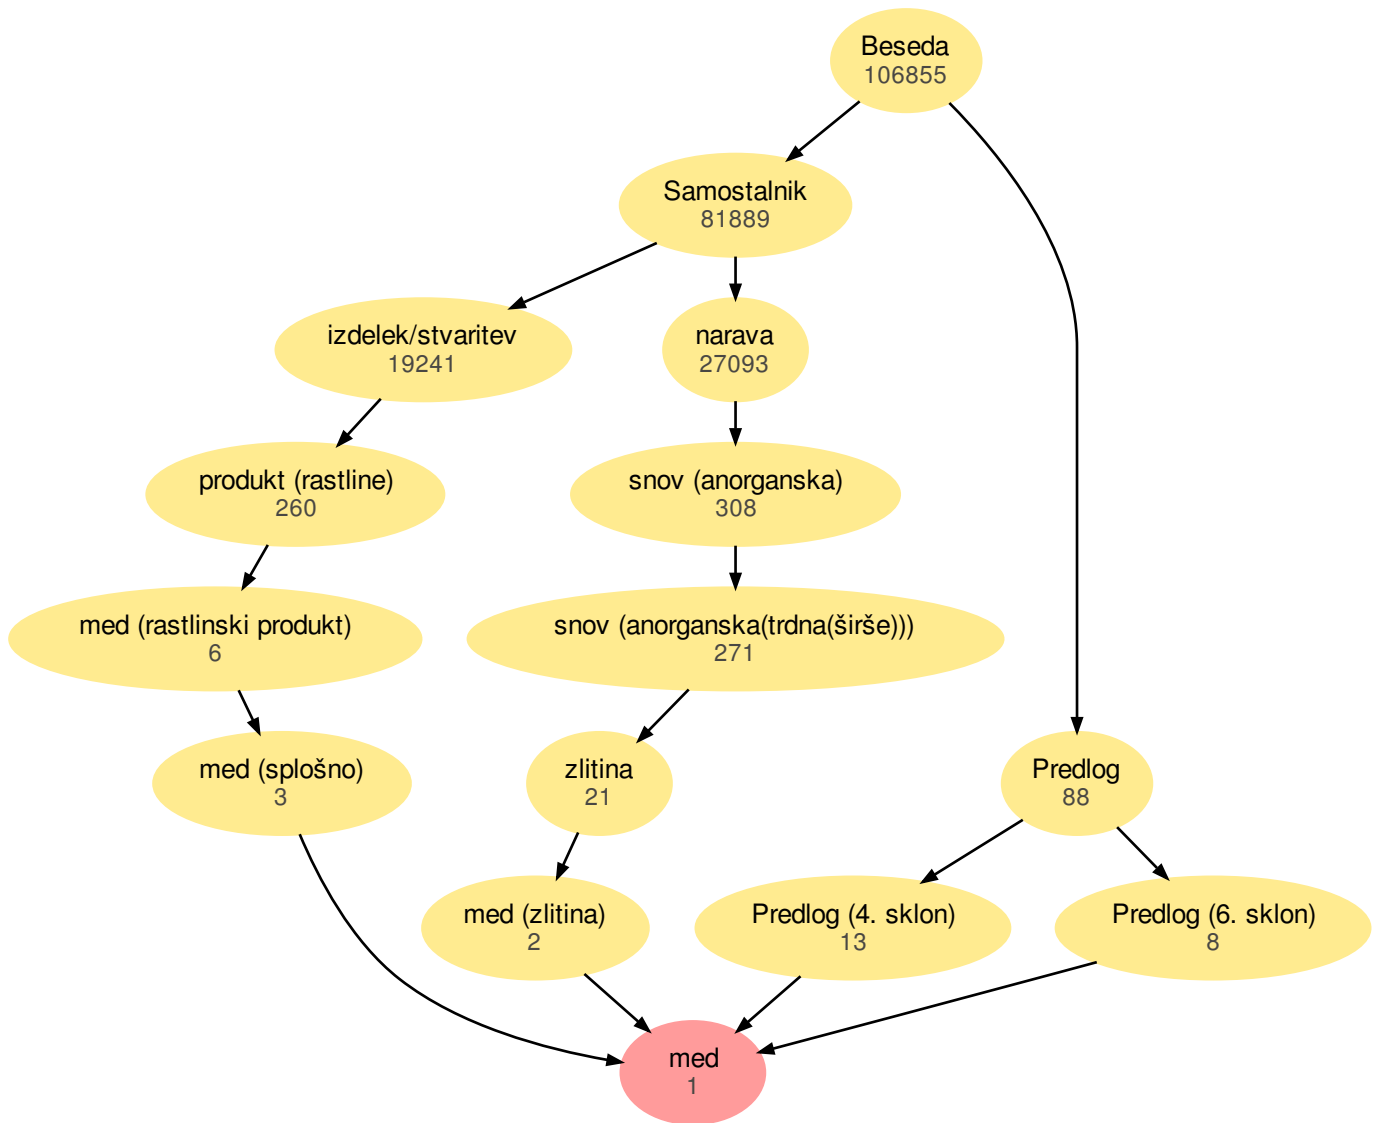 Beseda
106855
Samostalnik
81889
izdelek/stvaritev
19241
narava
27093
produkt (rastline)
260
snov (anorganska)
308
med (rastlinski produkt)
6
snov (anorganska(trdna(širše)))
271
med (splošno)
3
zlitina
21
Predlog
88
med (zlitina)
2
Predlog (4. sklon)
13
Predlog (6. sklon)
8
med
1